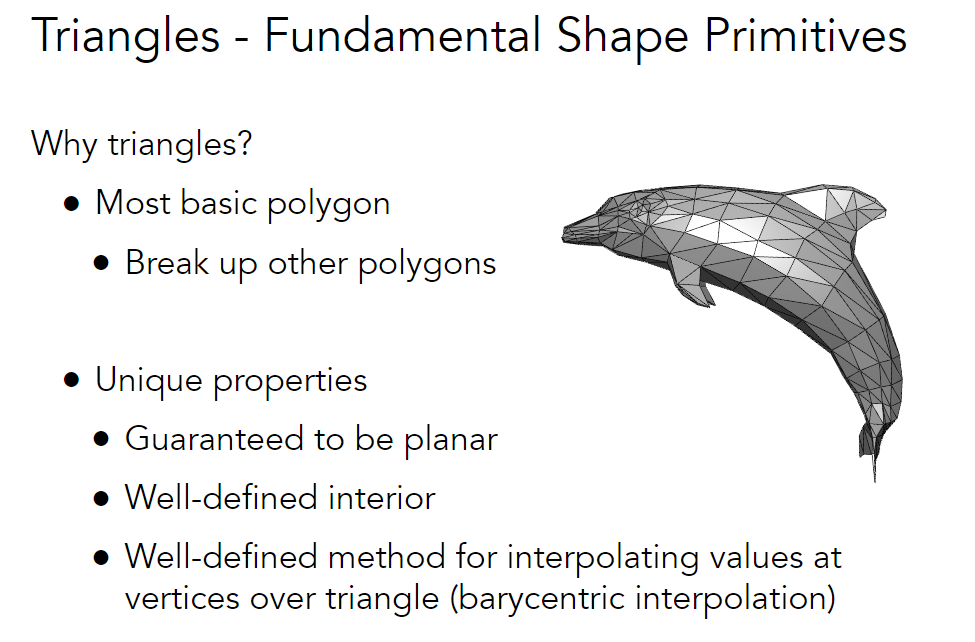 Triangles - Fundamental Shape Primitives
Why triangles?
● Most basic polygon
● Break up other polygons
● Unique properties
● Guaranteed to be planar
● Well-defined interior
● Well-defined method for interpolating values at
vertices over triangle (barycentric interpolation)